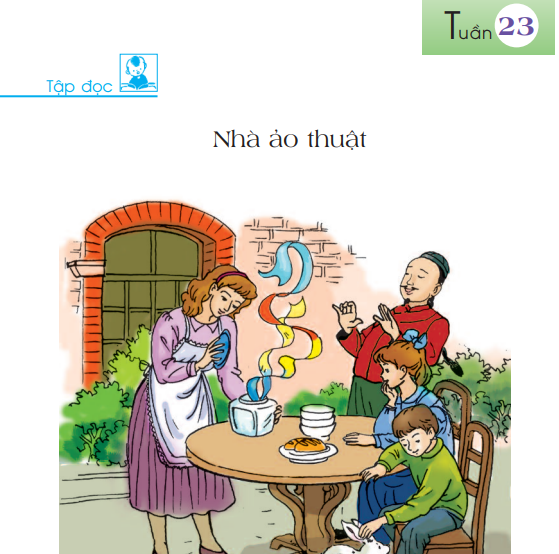 Tuần 23
Tập đọc
Nhà ảo thuật